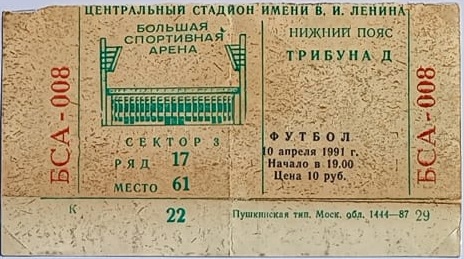 ЦЕНТРАЛЬНЫЙ СТАДИОН ИМЕНИ В. И. ЛЕНИНА
БСА-008
БОЛЬШАЯ
СПОРТИВНАЯ
АРЕНА
НИЖНИЙ ПОЯС
ТРИБУНА Д
БСА-008
СЕКТОР 3
РЯД 17
МЕСТО 61
ФУТБОЛ
10 апреля 1991 г.
Начало в 19.00
Цена 10 руб.
К 22
Пушкинская тип. Моск. обл. 1444—87 29